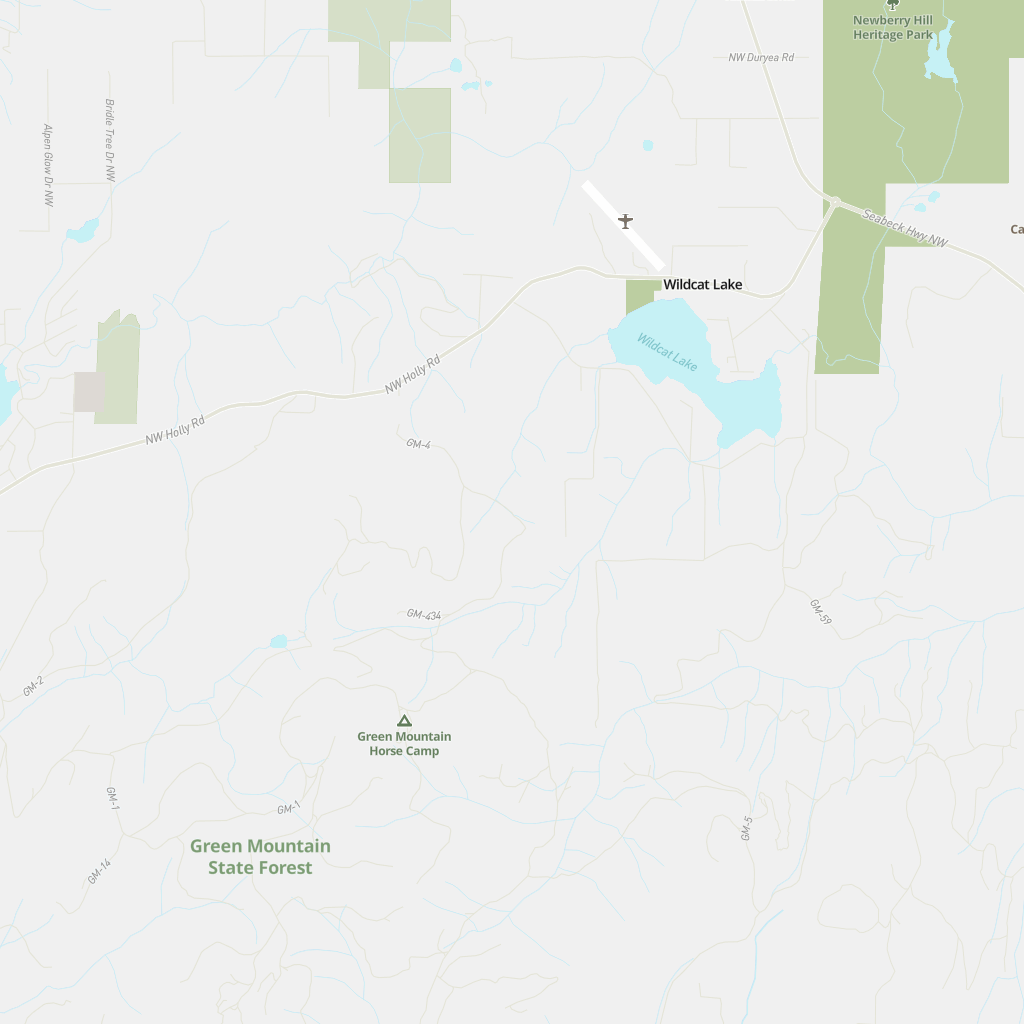 Newberry Hill
Heritage Park
NW Duryea Rd
Bridle Tree Dr NW
Alpen Glow Dr NW
Seabeck Hwy NW
Ca
Wildcat Lake
Wildcat Lake
NW Holly Rd
NW Holly Rd
GM-4
GM-434
GM-59
GM-2
Green Mountain
Horse Camp
GM-1
GM-1
GM-5
Green Mountain
State Forest
GM-14